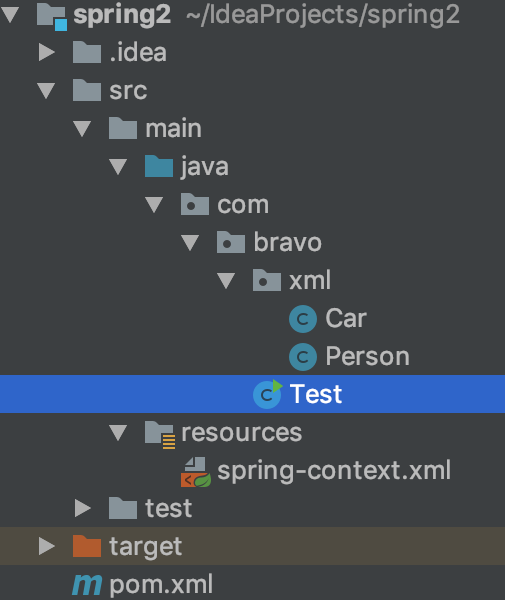 spring2 ~/IdeaProjects/spring2
.idea
src
main
java
com
bravo
xml
C Car
C Person
C Test
resources
spring-context.xml
test
target
m pom.xml